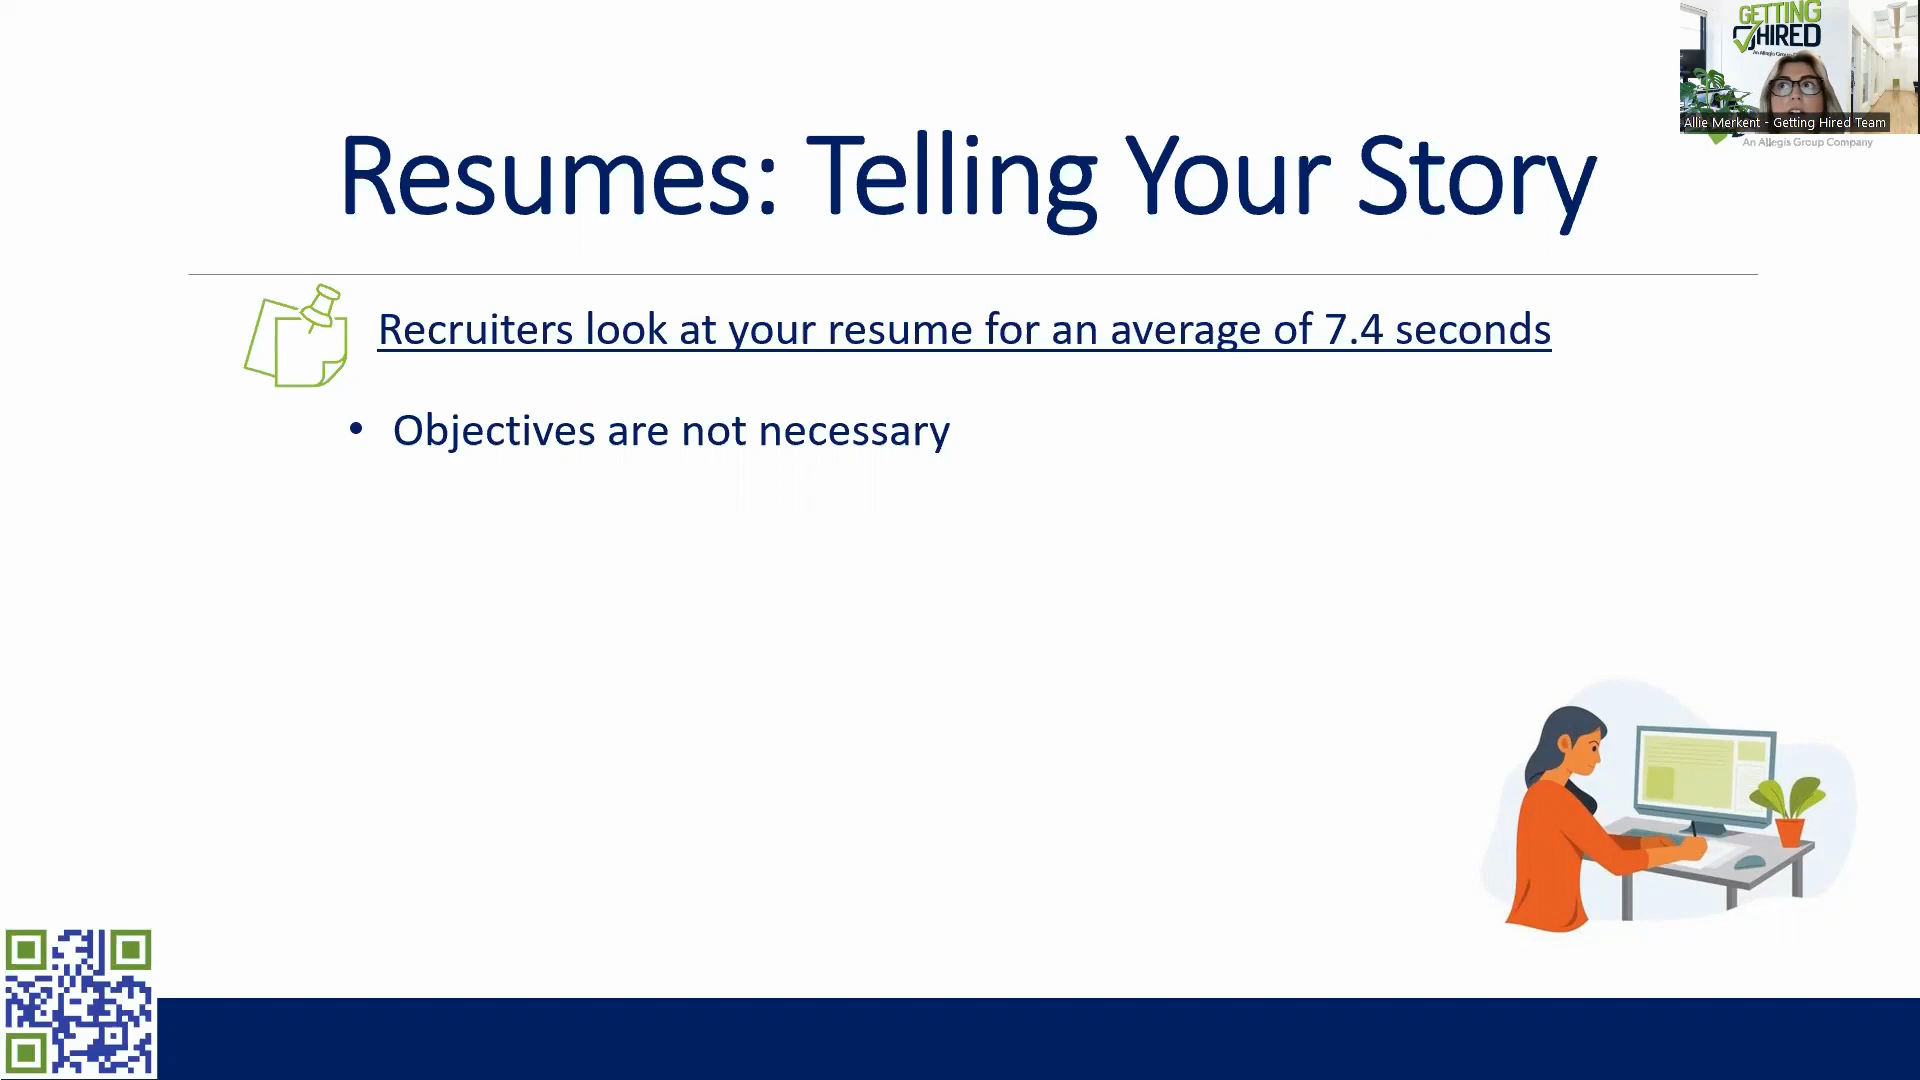 GETTING
HIRED
Allie Merkent - Getting Hired Team
An Allegis Group Company
Resumes: Telling Your Story
Recruiters look at your resume for an average of 7.4 seconds
• Objectives are not necessary